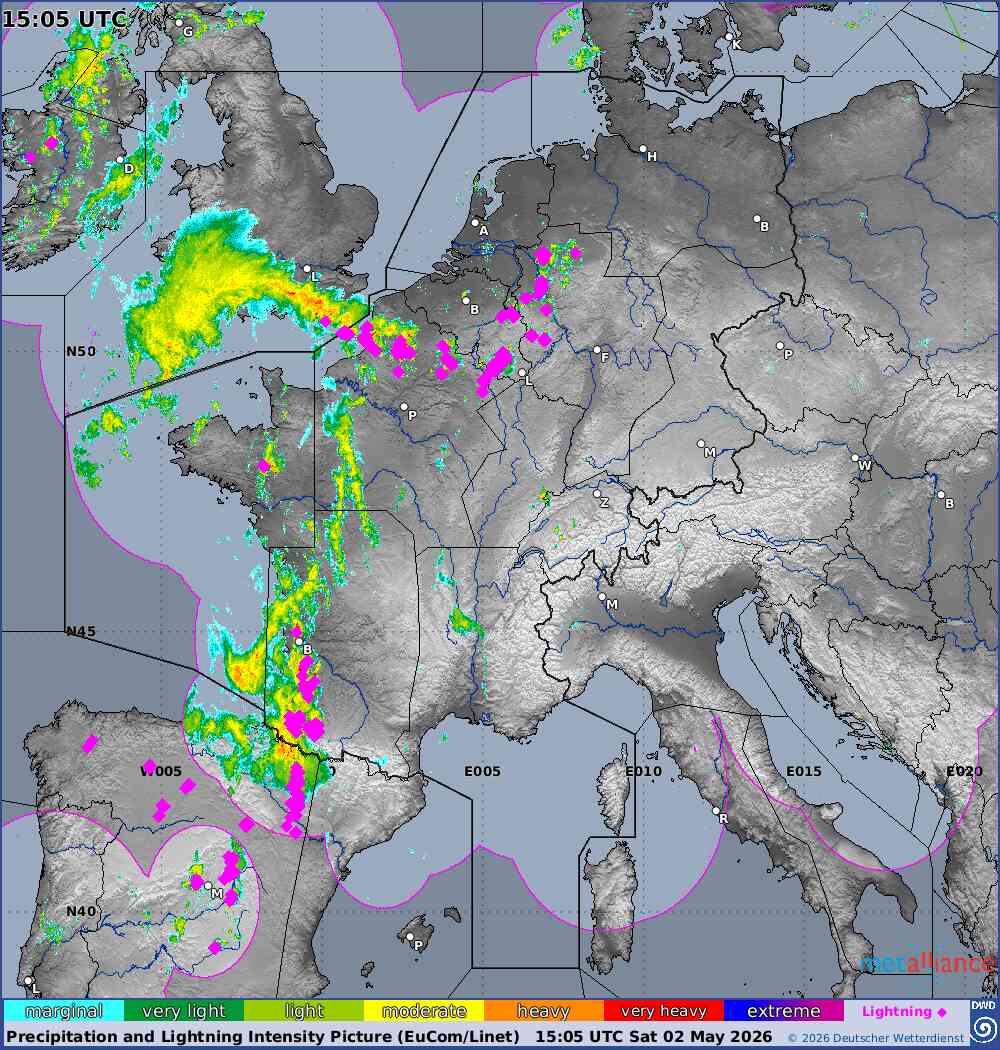 15:05 UTC
G
K
D
H
A
B
L
B
N50
F
P
L
P
M
W
Z
B
M
N45
B
W005
0
E005
E010
E015
E020
R
M
N40
P
L
metalliance
marginal very light light moderate heavy very heavy extreme Lightning ◆ DWD
Precipitation and Lightning Intensity Picture (EuCom/Linet) 15:05 UTC Sat 02 May 2026 © 2026 Deutscher Wetterdienst